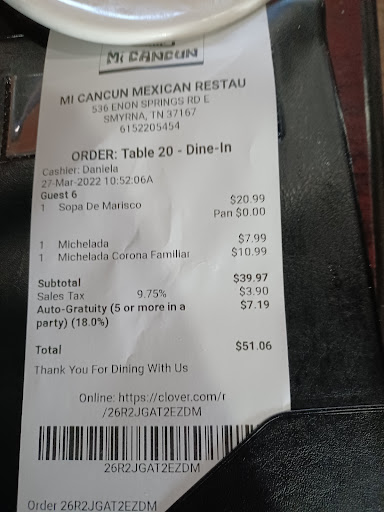 MI CANCUN
MI CANCUN MEXICAN RESTAU
536 ENON SPRINGS RD E
SMYRNA, TN 37167
6152205454
ORDER: Table 20 - Dine-In
Cashier: Daniela
27-Mar-2022 10:52:06A
Guest 6
1 Sopa De Marisco $20.99
Pan $0.00
1 Michelada $7.99
1 Michelada Corona Familiar $10.99
Subtotal $39.97
Sales Tax 9.75% $3.90
Auto-Gratuity (5 or more in a $7.19
party) (18.0%)
Total $51.06
Thank You For Dining With Us
Online: https://clover.com/r
/26R2JGAT2EZDM
26R2JGAT2EZDM
Order 26R2JGAT2EZDM